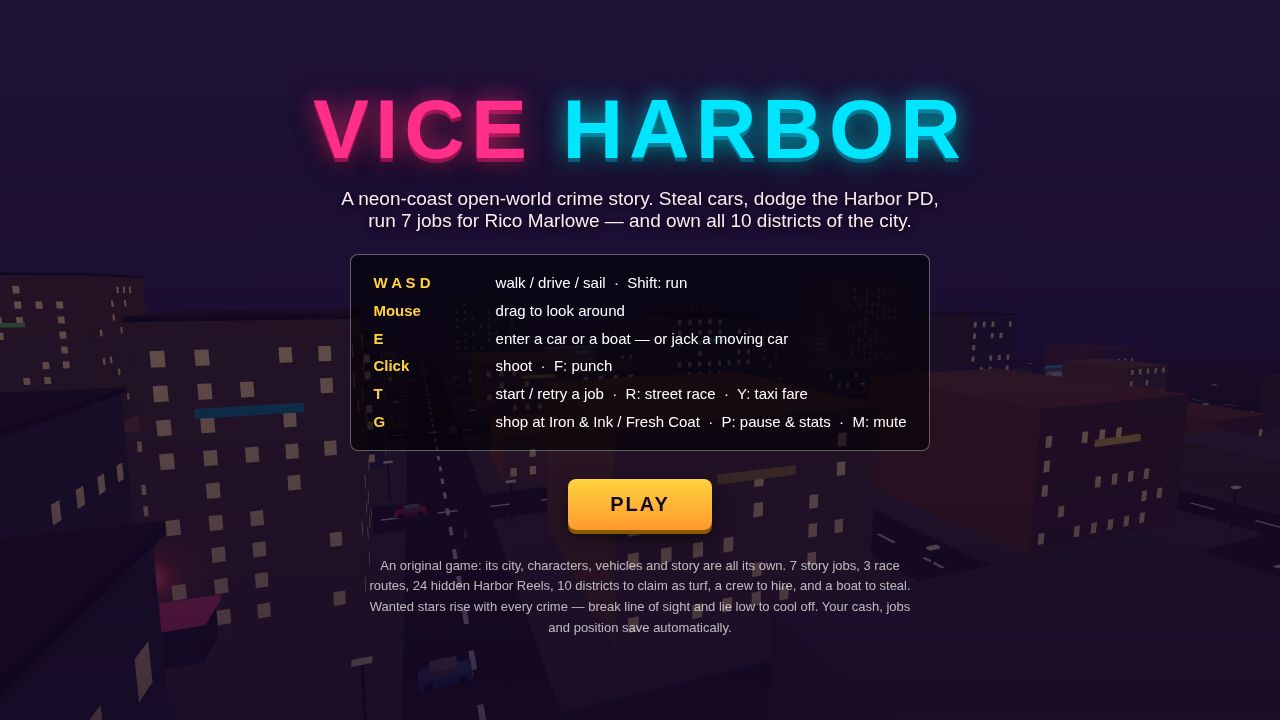 VICE HARBOR
A neon-coast open-world crime story. Steal cars, dodge the Harbor PD,
run 7 jobs for Rico Marlowe — and own all 10 districts of the city.
W A S D walk / drive / sail · Shift: run
Mouse drag to look around
E enter a car or a boat — or jack a moving car
Click shoot · F: punch
T start / retry a job · R: street race · Y: taxi fare
G shop at Iron & Ink / Fresh Coat · P: pause & stats · M: mute
PLAY
An original game: its city, characters, vehicles and story are all its own. 7 story jobs, 3 race
routes, 24 hidden Harbor Reels, 10 districts to claim as turf, a crew to hire, and a boat to steal.
Wanted stars rise with every crime — break line of sight and lie low to cool off. Your cash, jobs
and position save automatically.